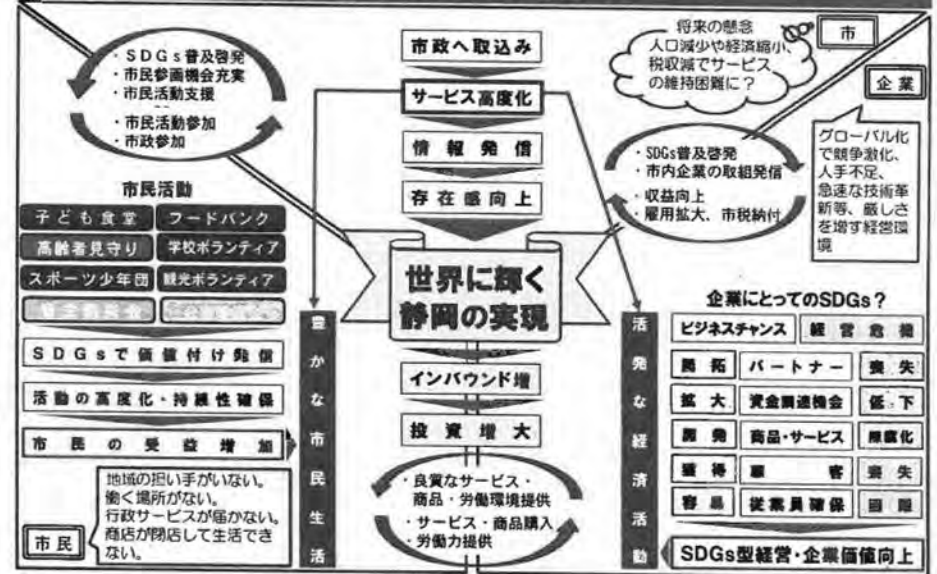 ・SDGs普及啓発
・市民参画機会充実
・市民活動支援
・市民活動参加
・市政参加
市政へ取込み
サービス高度化
情報発信
存在感向上
将来の懸念
人口減少や経済縮小、
税収減でサービス
の維持困難に？
市
企業
・SDGs普及啓発
・市内企業の取組発信
・収益向上
・雇用拡大、市税納付
グローバル化
で競争激化、
人手不足、
急速な技術革
新等、厳しさ
を増す経営環
境
市民活動
子ども食堂
フードバンク
高齢者見守り
学校ボランティア
スポーツ少年団
観光ボランティア
SDGsで価値付け発信
活動の高度化・持続性確保
市民の受益増加
世界に輝く
静岡の実現
インバウンド増
投資増大
・良質なサービス・
商品・労働環境提供
・サービス・商品購入
・労働力提供
豊かな市民生活
活発な経済活動
企業にとってのSDGs？
ビジネスチャンス
経営危機
開拓
パートナー
喪失
拡大
資金調達機会
低下
開発
商品・サービス
陳腐化
獲得
顧客
喪失
容易
従業員確保
困難
SDGs型経営・企業価値向上
市民
地域の担い手がいない。
働く場所がない。
行政サービスが届かない。
商店が閉店して生活でき
ない。